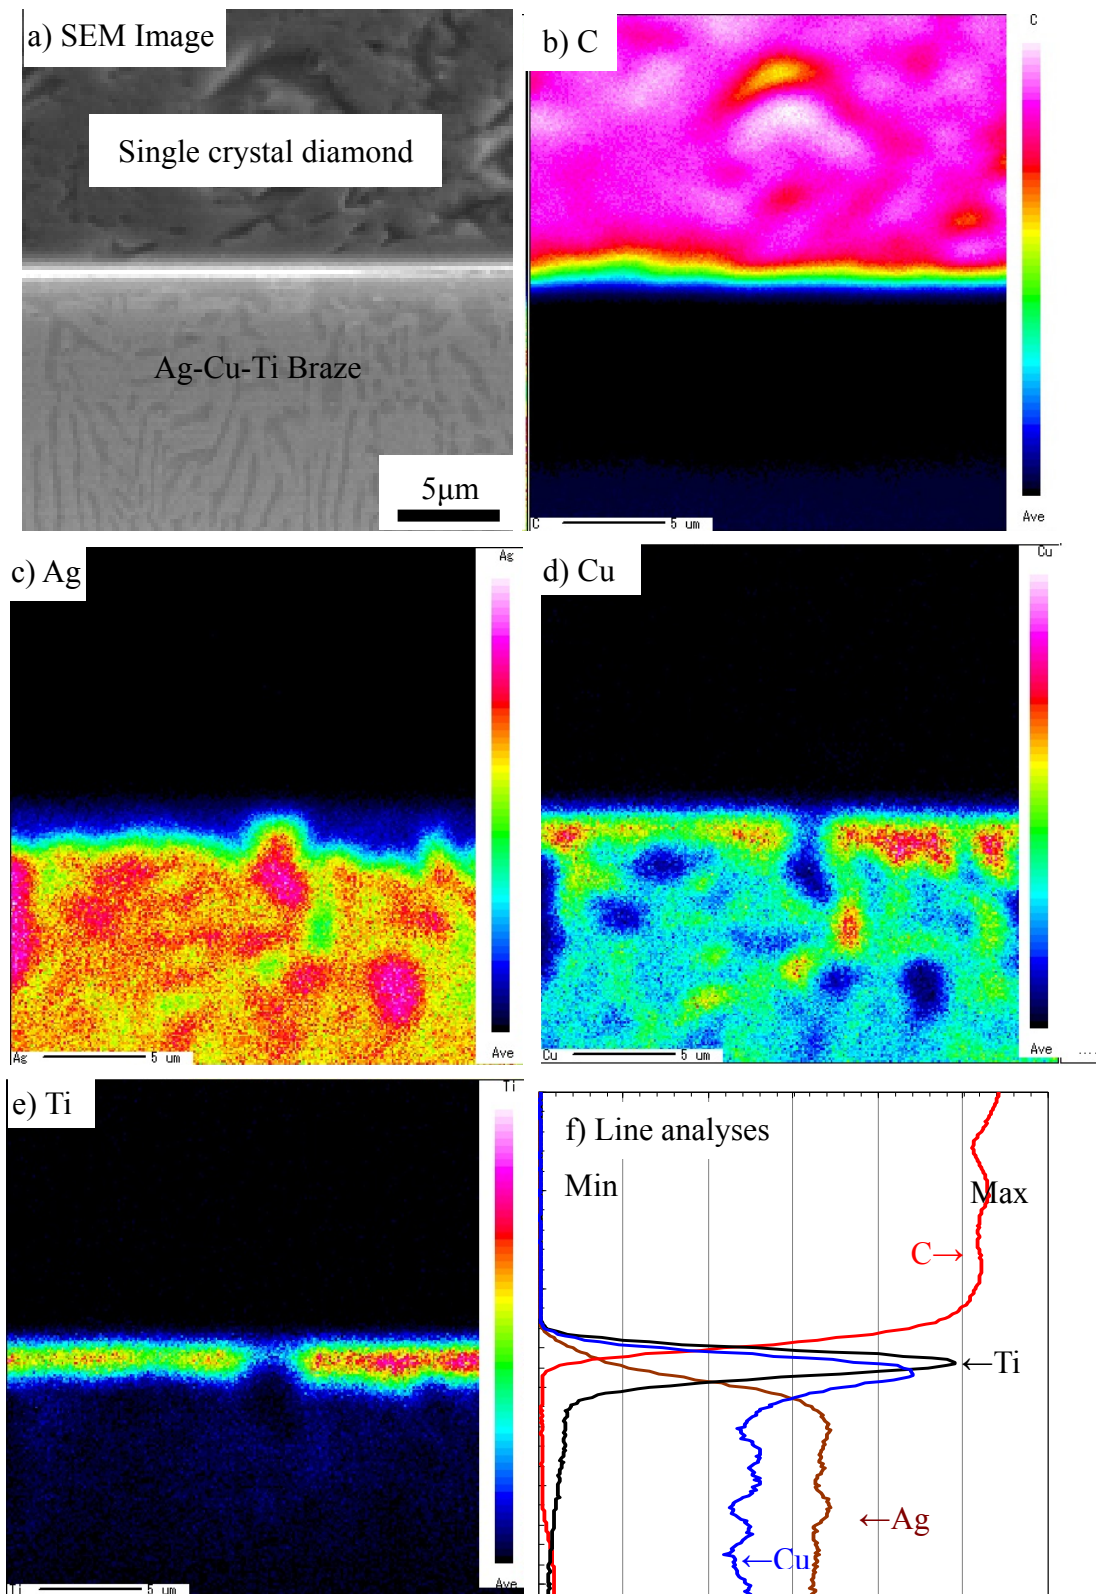 a) SEM Image
Single crystal diamond
Ag-Cu-Ti Braze
5μm
b) C
C
Ave
C 5 um
c) Ag
Ag
Ave
Ag 5 um
d) Cu
Cu
Ave
Cu 5 um
e) Ti
Ti
Ave
Ti 5 um
f) Line analyses
Min
Max
C→
←Ti
←Ag
←Cu